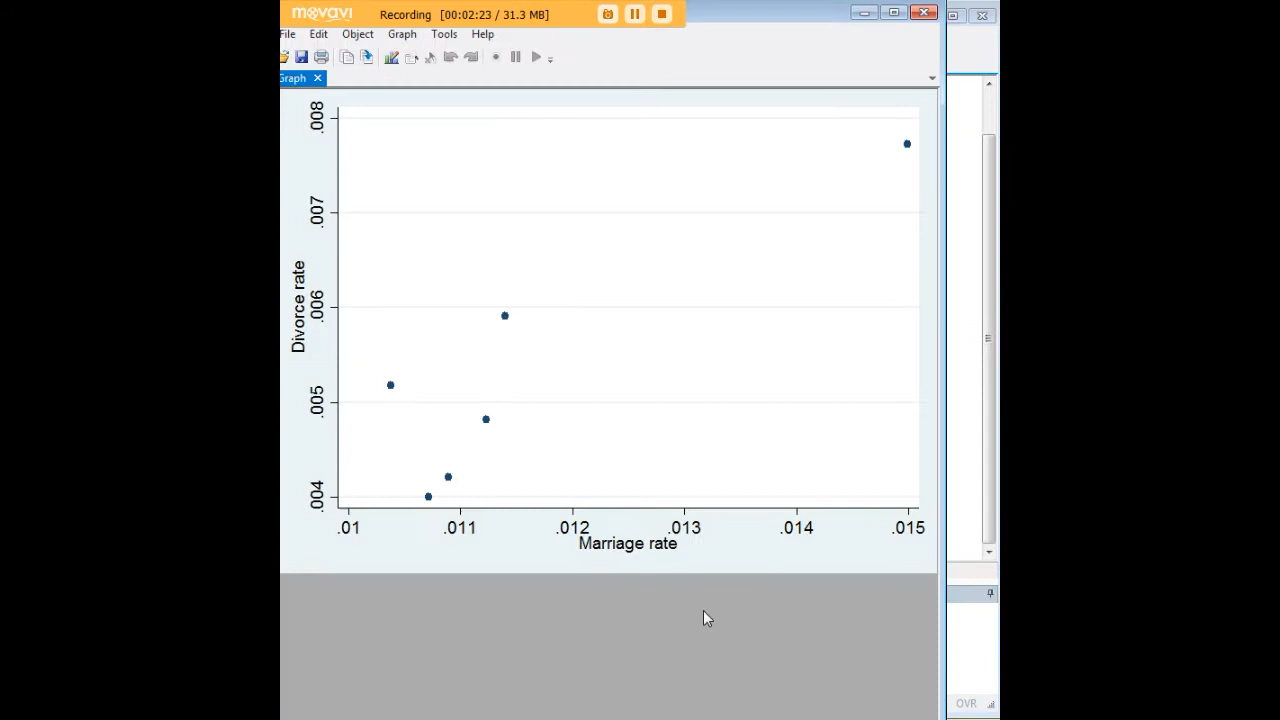 movavi Recording [00:02:23 / 31.3 MB]
File Edit Object Graph Tools Help
Graph
.008
.007
.006
.005
.004
Divorce rate
.01 .011 .012 .013 .014 .015
Marriage rate
OVR